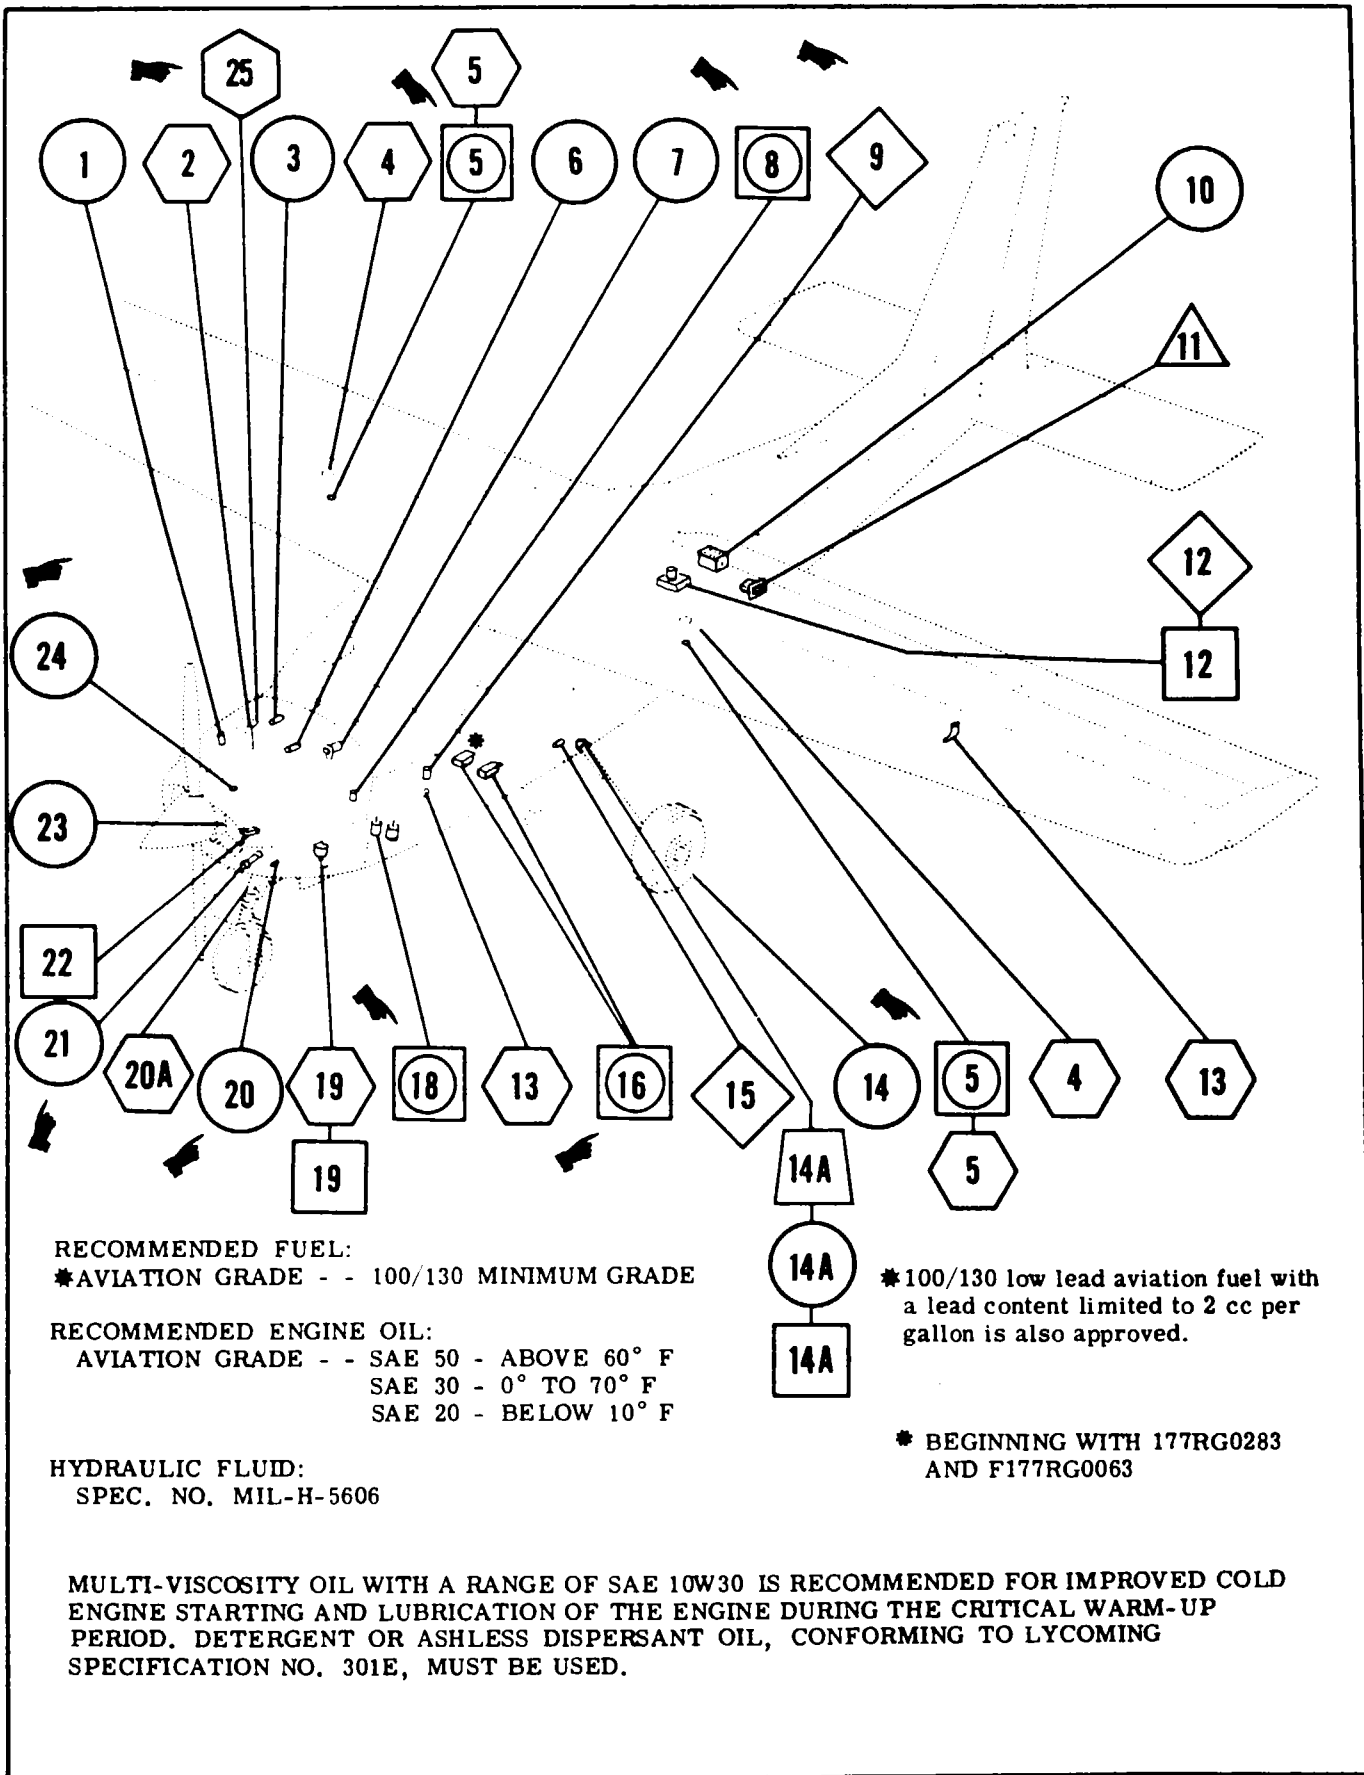 25
5
1
2
3
4
5
6
7
8
9
10
11
12
12
24
23
22
21
20A
20
19
19
18
13
16
15
14
5
4
13
5
14A
14A
14A
RECOMMENDED FUEL:
*AVIATION GRADE - - 100/130 MINIMUM GRADE
RECOMMENDED ENGINE OIL:
AVIATION GRADE - - SAE 50 - ABOVE 60° F
SAE 30 - 0° TO 70° F
SAE 20 - BELOW 10° F
HYDRAULIC FLUID:
SPEC. NO. MIL-H-5606
*100/130 low lead aviation fuel with
a lead content limited to 2 cc per
gallon is also approved.
* BEGINNING WITH 177RG0283
AND F177RG0063
MULTI-VISCOSITY OIL WITH A RANGE OF SAE 10W30 IS RECOMMENDED FOR IMPROVED COLD
ENGINE STARTING AND LUBRICATION OF THE ENGINE DURING THE CRITICAL WARM-UP
PERIOD. DETERGENT OR ASHLESS DISPERSANT OIL, CONFORMING TO LYCOMING
SPECIFICATION NO. 301E, MUST BE USED.